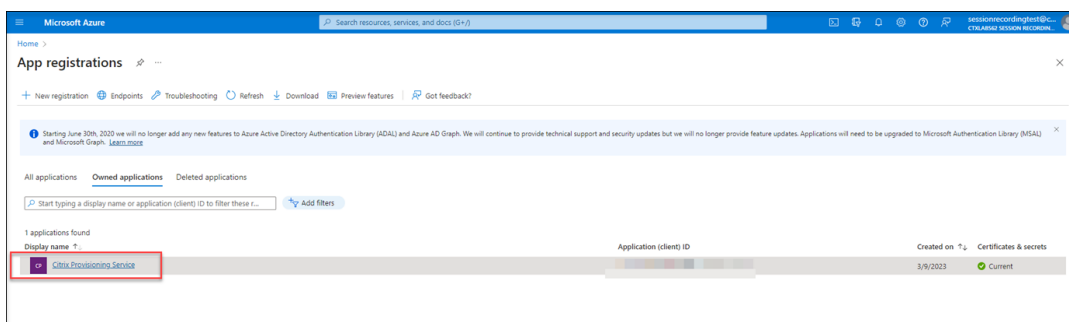 Microsoft Azure
Search resources, services, and docs (G+/)
sessionrecordingtest@c...
CTXLABS62 SESSION RECORDIN...
Home >
App registrations
New registration Endpoints Troubleshooting Refresh Download Preview features Got feedback?
Starting June 30th, 2020 we will no longer add any new features to Azure Active Directory Authentication Library (ADAL) and Azure AD Graph. We will continue to provide technical support and security updates but we will no longer provide feature updates. Applications will need to be upgraded to Microsoft Authentication Library (MSAL)
and Microsoft Graph. Learn more
All applications Owned applications Deleted applications
Start typing a display name or application (client) ID to filter these r... Add filters
1 applications found
Display name Application (client) ID Created on Certificates & secrets
CP Citrix Provisioning Service 3/9/2023 Current